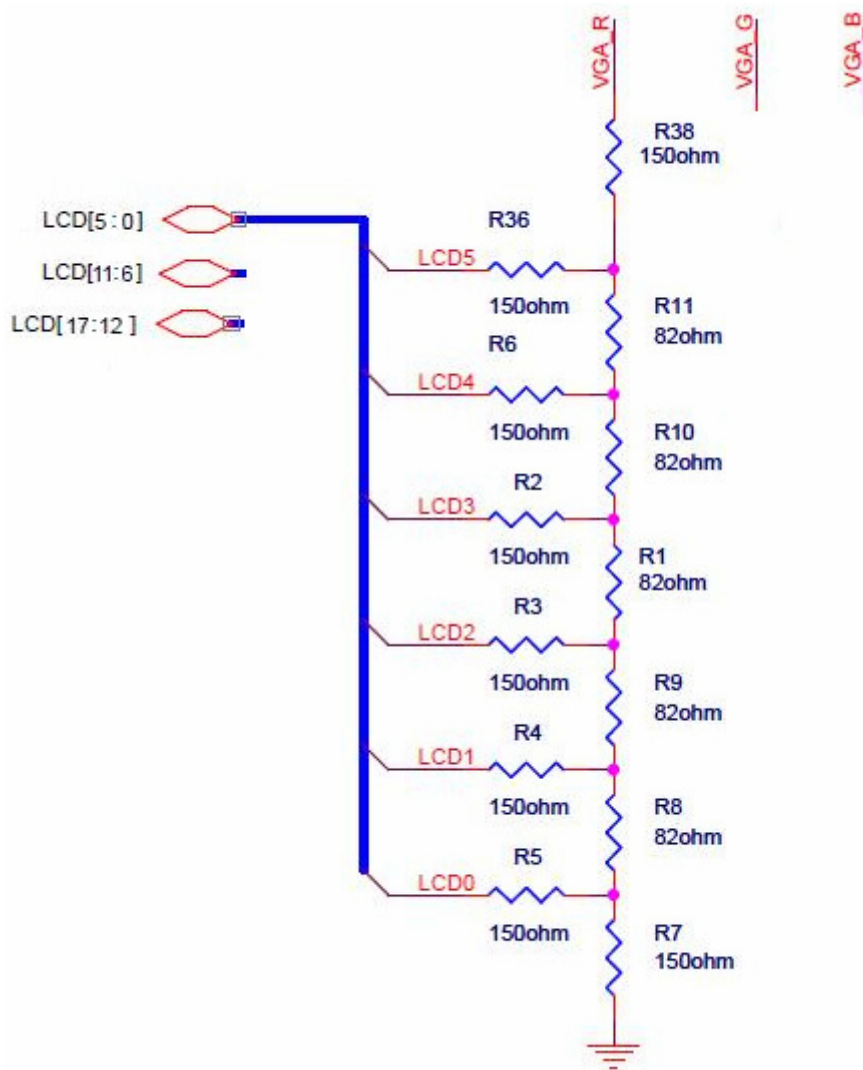 VGA_R
VGA_G
VGA_B
R38
150ohm
LCD[5:0]
LCD[11:6]
LCD[17:12 ]
R36
LCD5
150ohm
R11
82ohm
R6
LCD4
150ohm
R10
82ohm
R2
LCD3
150ohm
R1
82ohm
R3
LCD2
150ohm
R9
82ohm
R4
LCD1
150ohm
R8
82ohm
R5
LCD0
150ohm
R7
150ohm